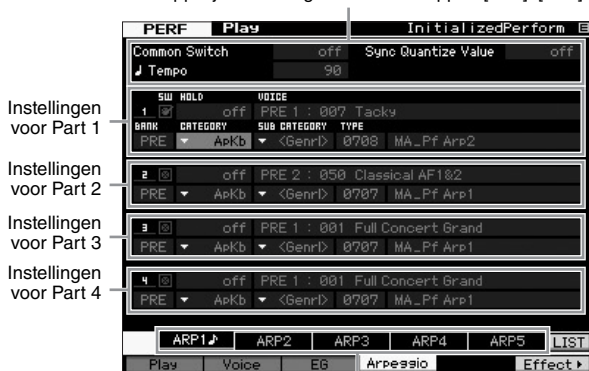 PERF Play InitializedPerform
Common Switch off Sync Quantize Value off
♩ Tempo 90
SW HOLD VOICE
1 off PRE 1 : 007 Tacky
BANK CATEGORY SUB CATEGORY TYPE
PRE ApKb <Genrl> 0708 MA_Pf Arp2
Instellingen voor Part 1
2 off PRE 2 : 050 Classical AF1&2
PRE ApKb <Genrl> 0707 MA_Pf Arp1
Instellingen voor Part 2
3 off PRE 1 : 001 Full Concert Grand
PRE ApKb <Genrl> 0707 MA_Pf Arp1
Instellingen voor Part 3
4 off PRE 1 : 001 Full Concert Grand
PRE ApKb <Genrl> 0707 MA_Pf Arp1
Instellingen voor Part 4
ARP1♪ ARP2 ARP3 ARP4 ARP5 LIST
Play Voice EG Arpeggio Effect